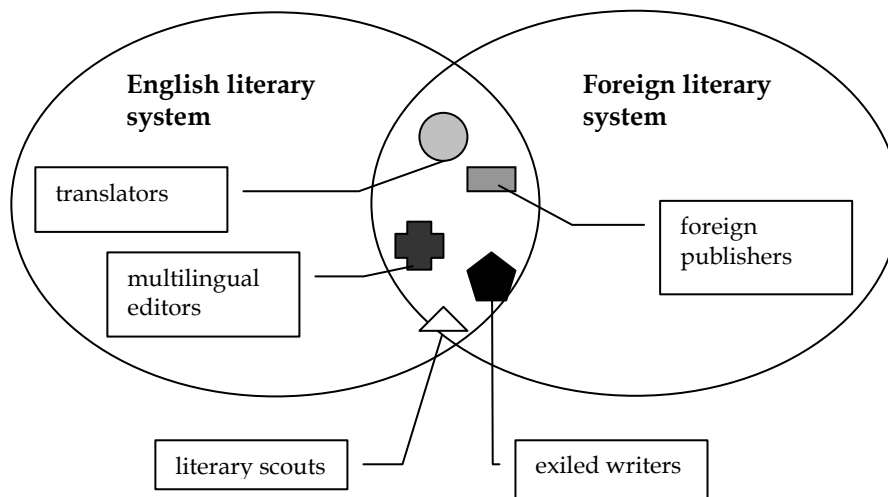 English literary
system
Foreign literary
system
translators
foreign
publishers
multilingual
editors
literary scouts
exiled writers